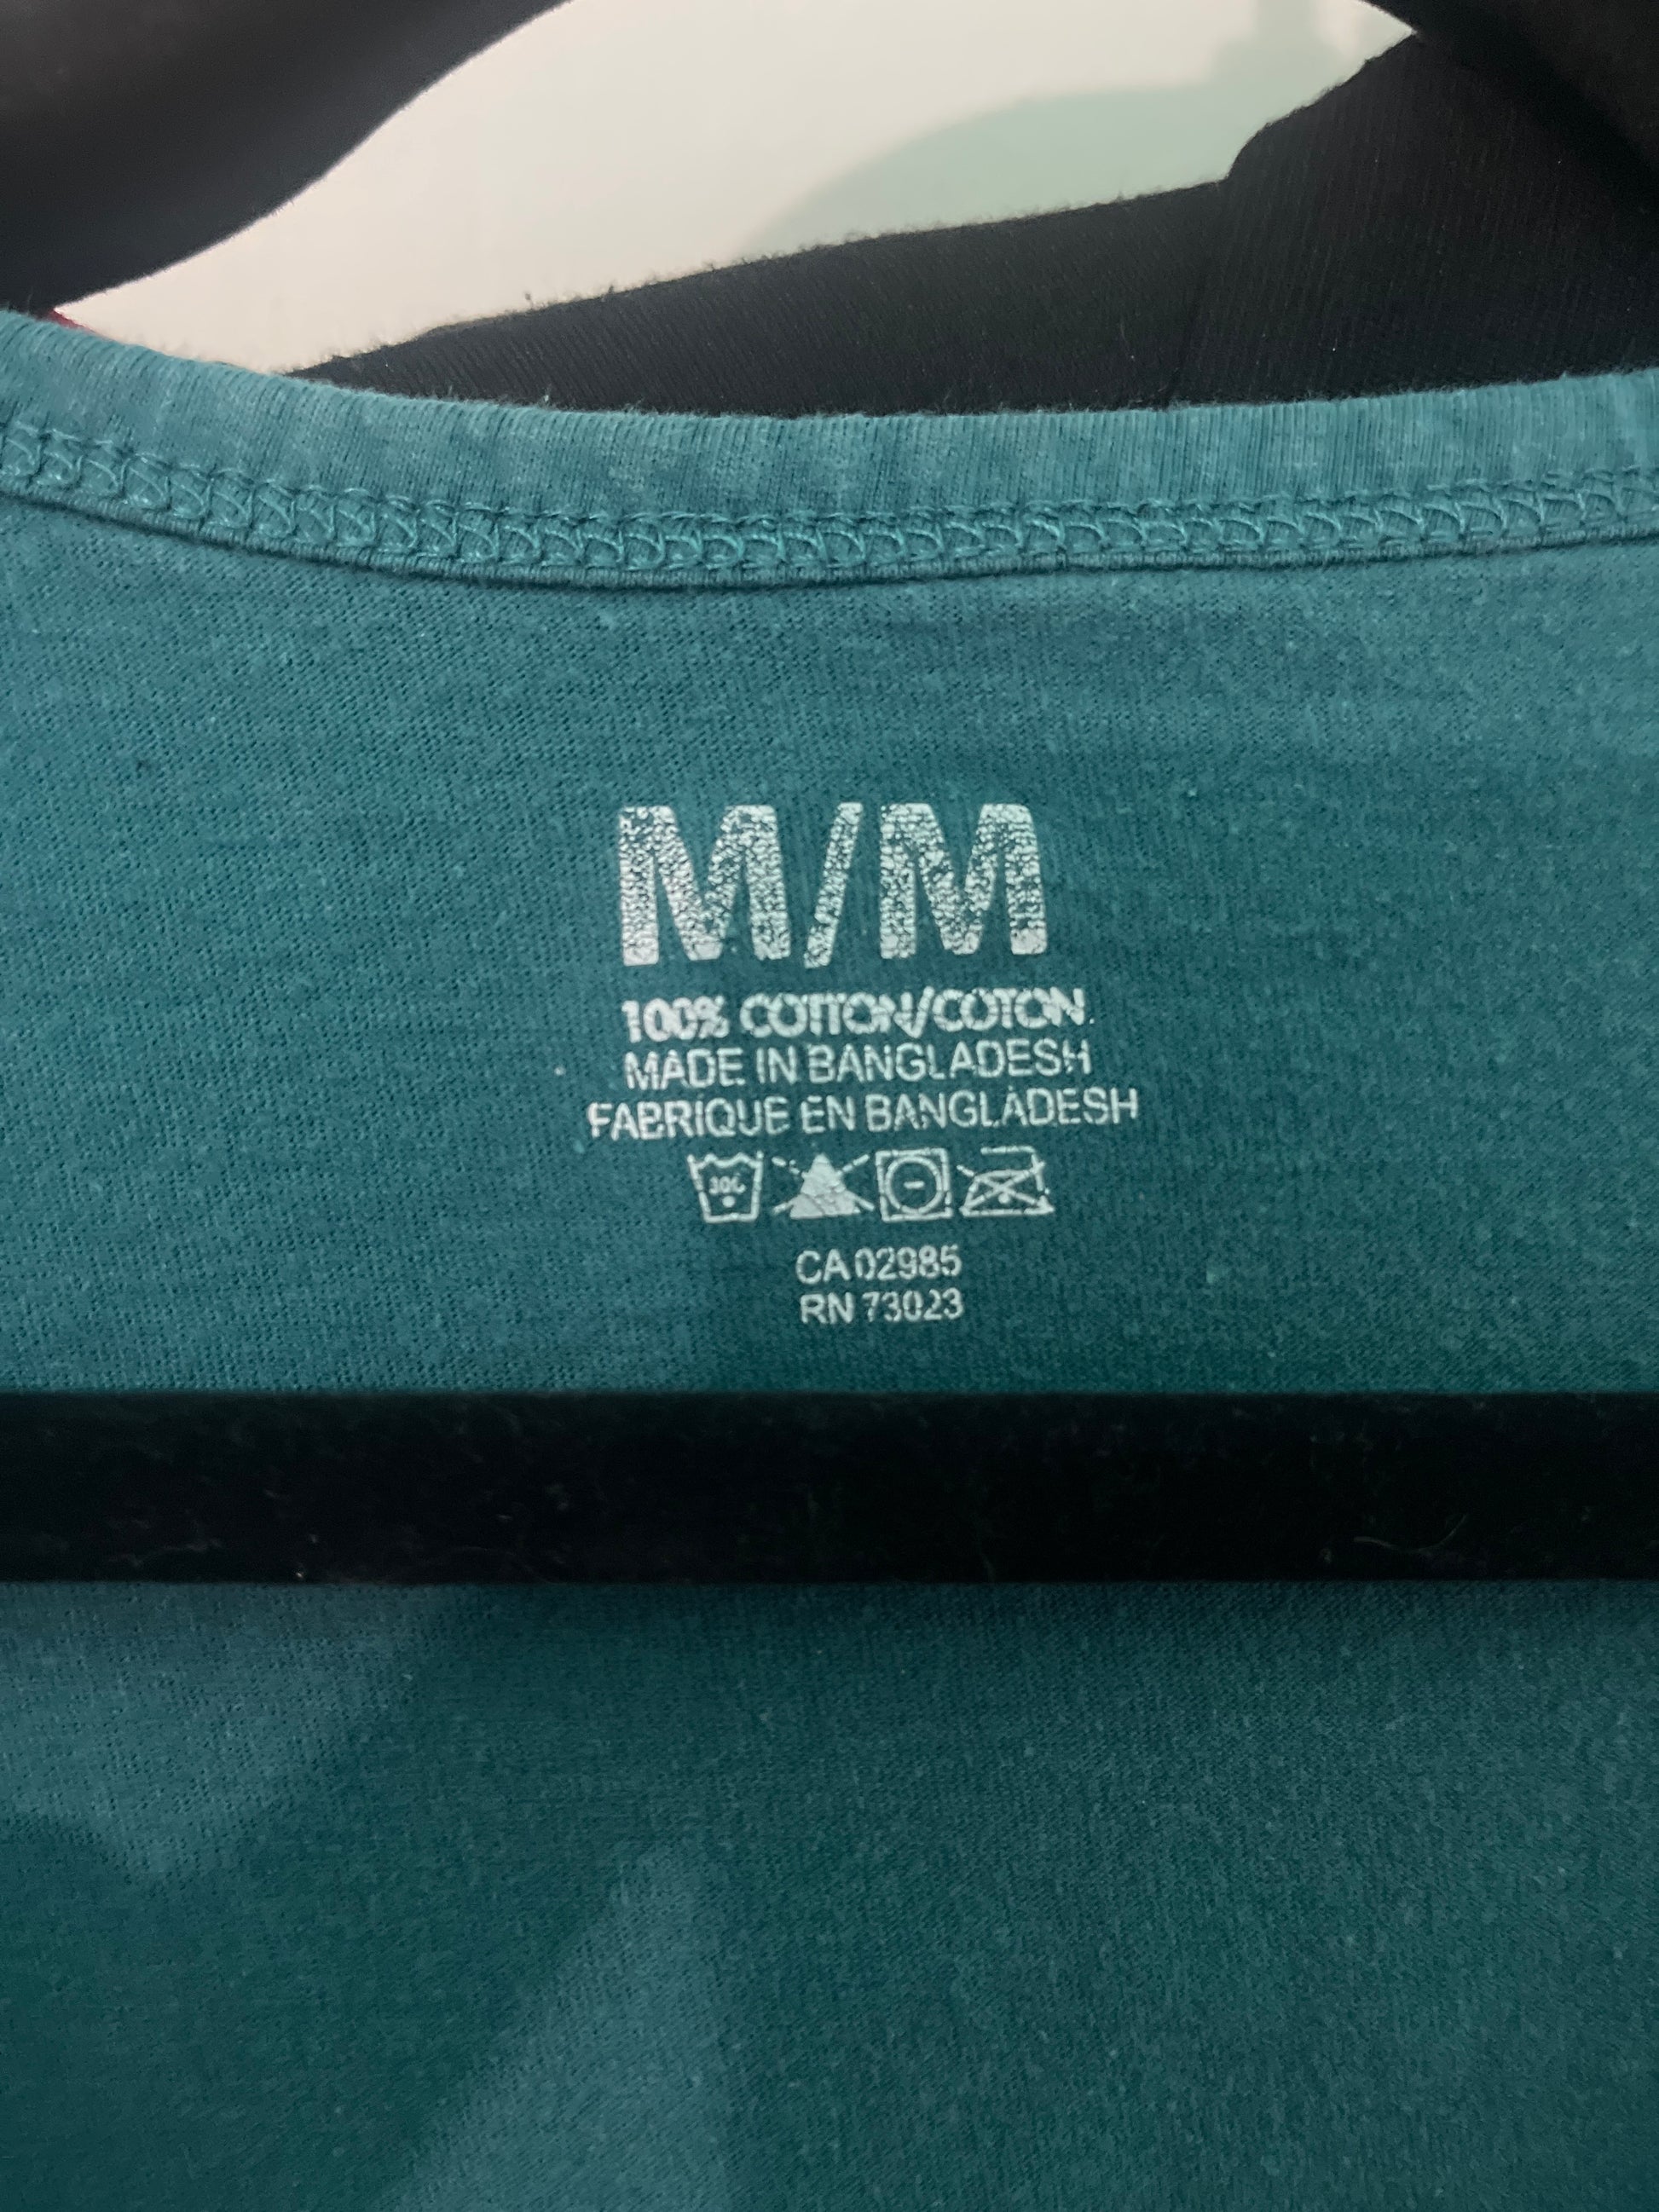 M/M
100% COTTON/COTON
MADE IN BANGLADESH
FABRIQUE EN BANGLADESH
CA 02985
RN 73023